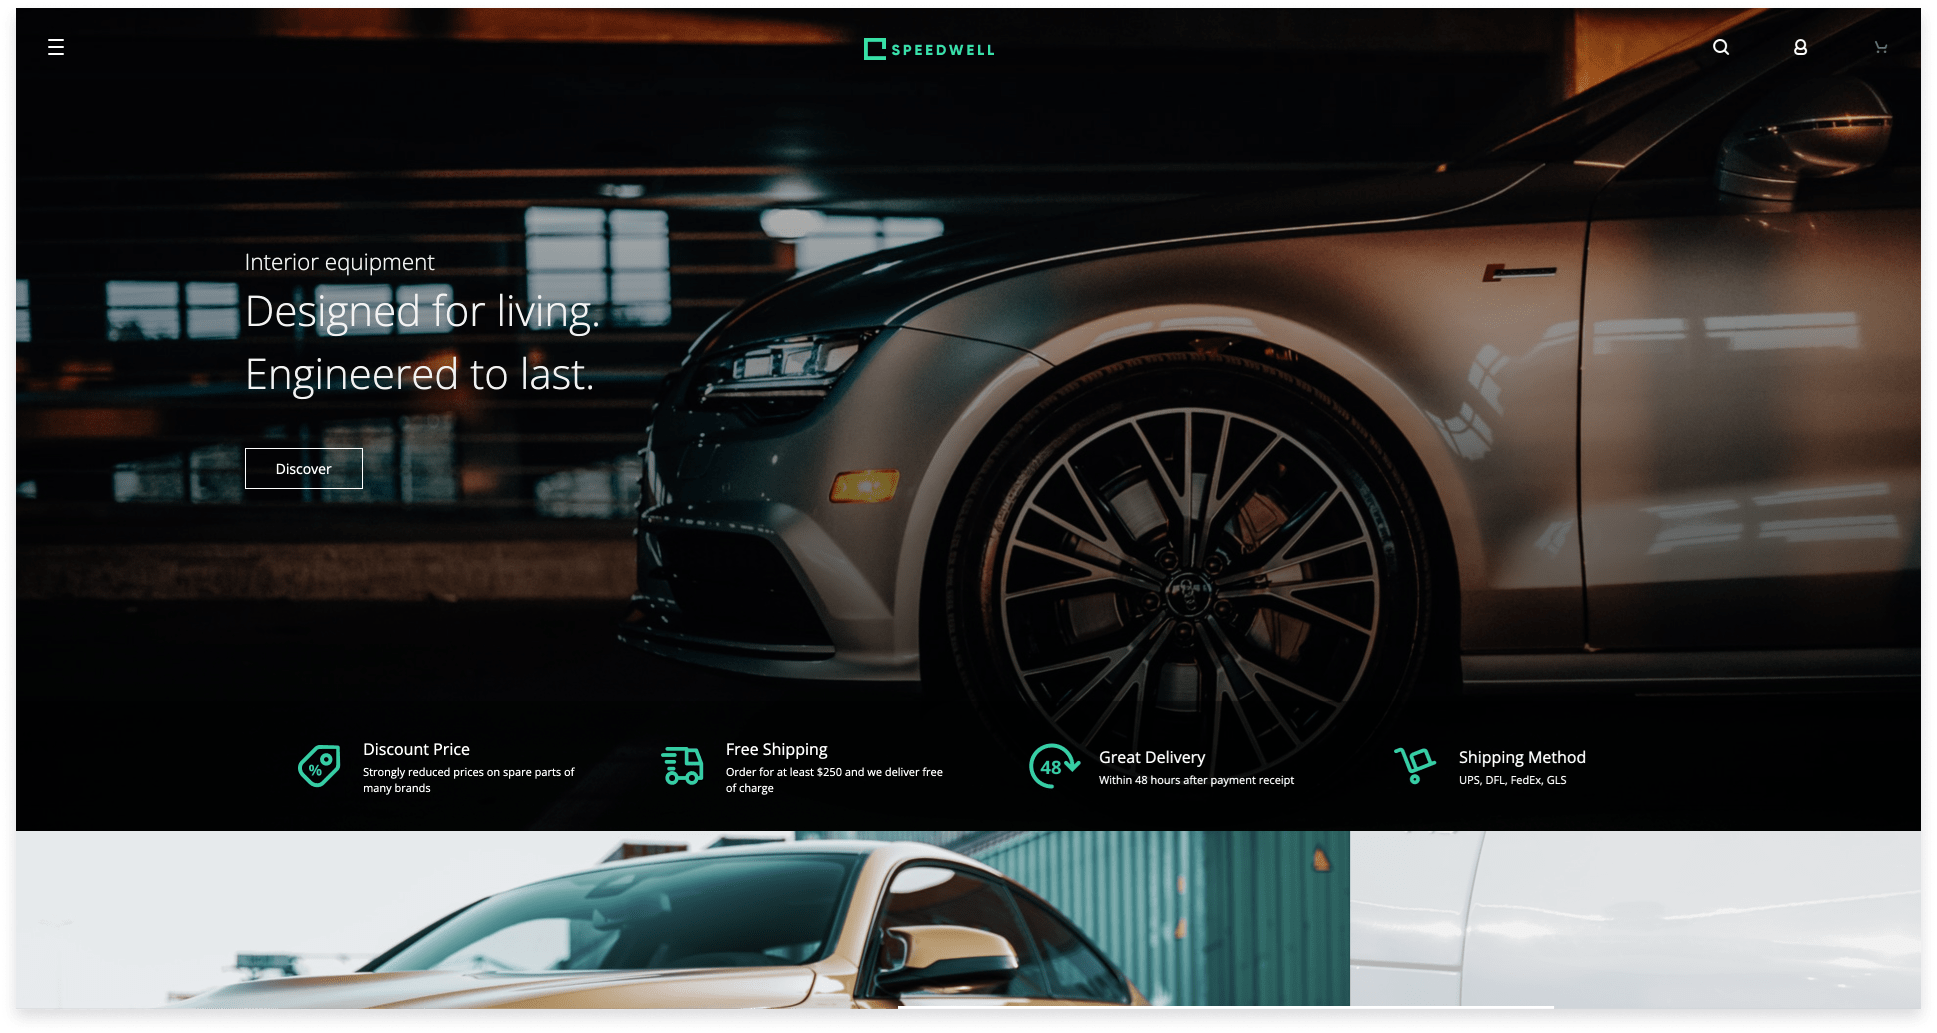 SPEEDWELL
Interior equipment
Designed for living.
Engineered to last.
Discover
%
Discount Price
Strongly reduced prices on spare parts of
many brands
Free Shipping
Order for at least $250 and we deliver free
of charge
48
Great Delivery
Within 48 hours after payment receipt
Shipping Method
UPS, DFL, FedEx, GLS